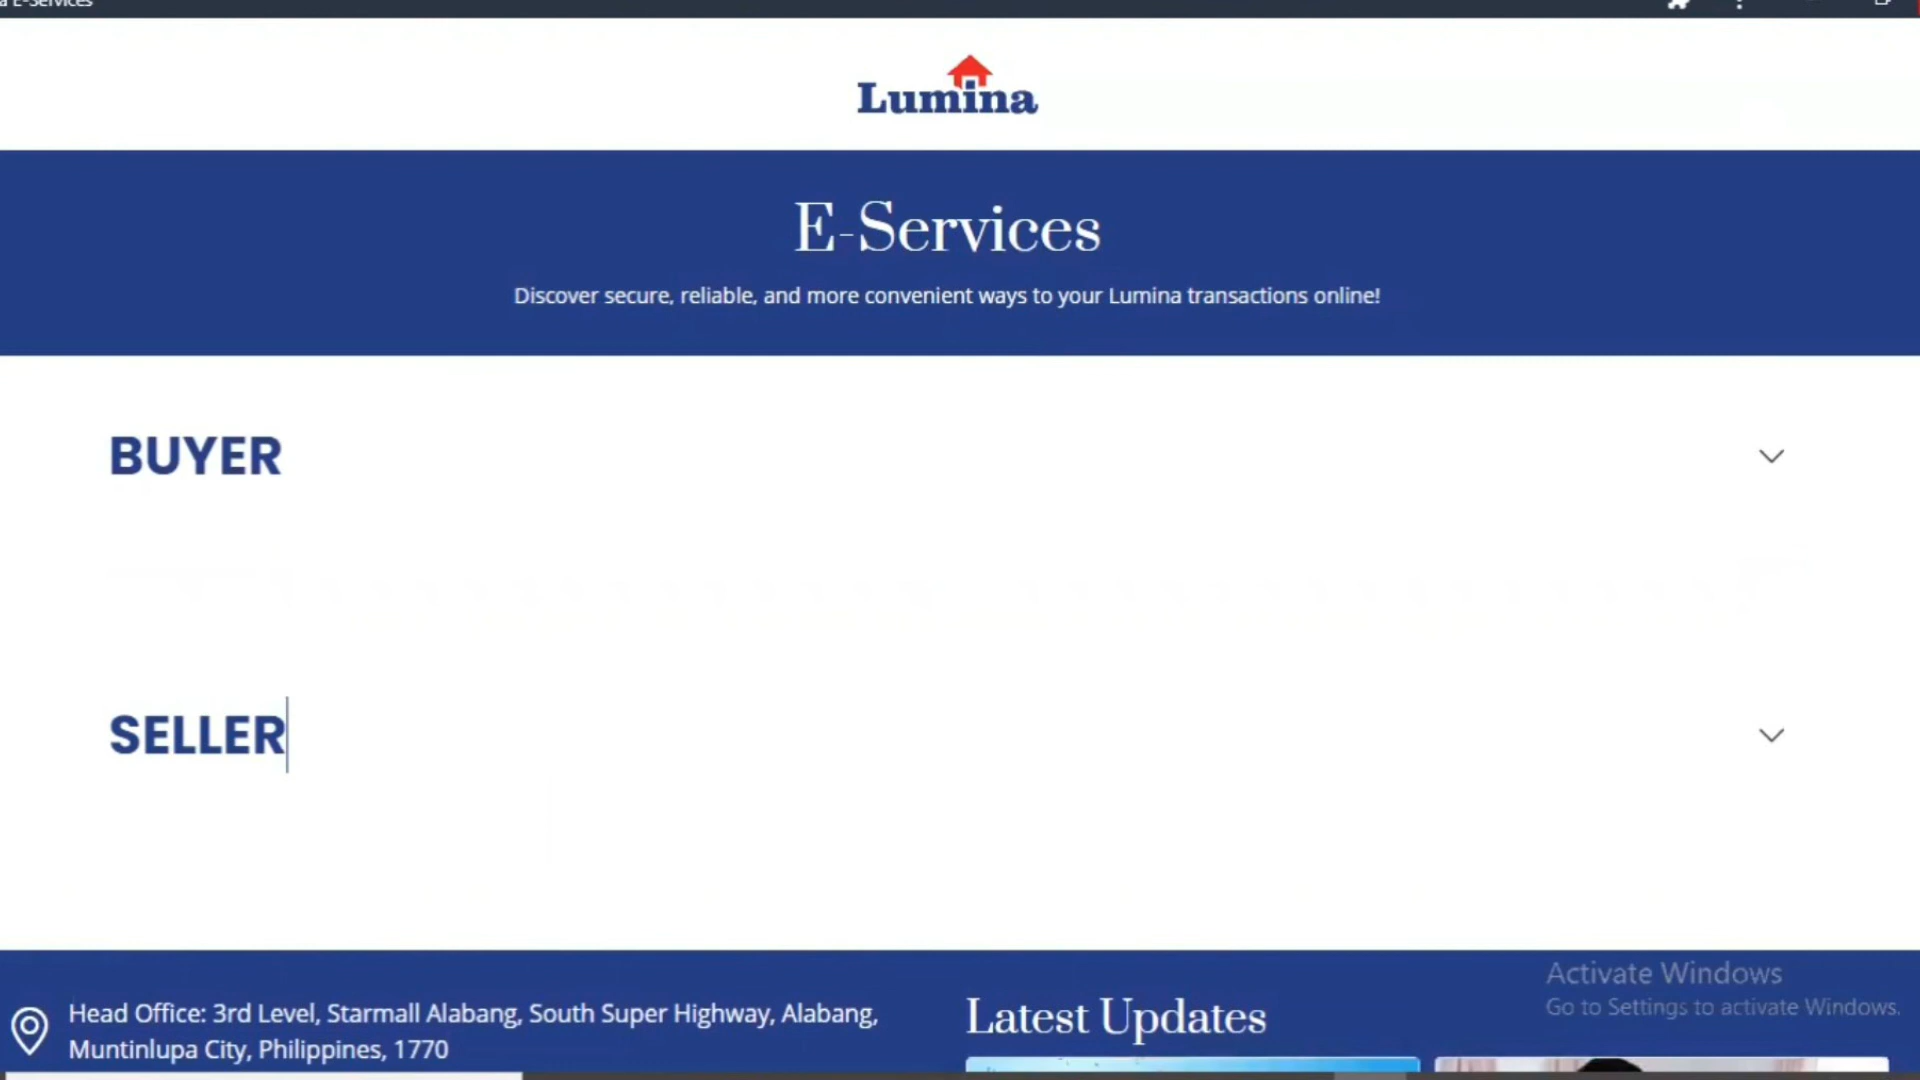 E-Services
Lumina
E-Services
Discover secure, reliable, and more convenient ways to your Lumina transactions online!
BUYER
SELLER
Head Office: 3rd Level, Starmall Alabang, South Super Highway, Alabang,
Muntinlupa City, Philippines, 1770
Latest Updates
Activate Windows
Go to Settings to activate Windows.